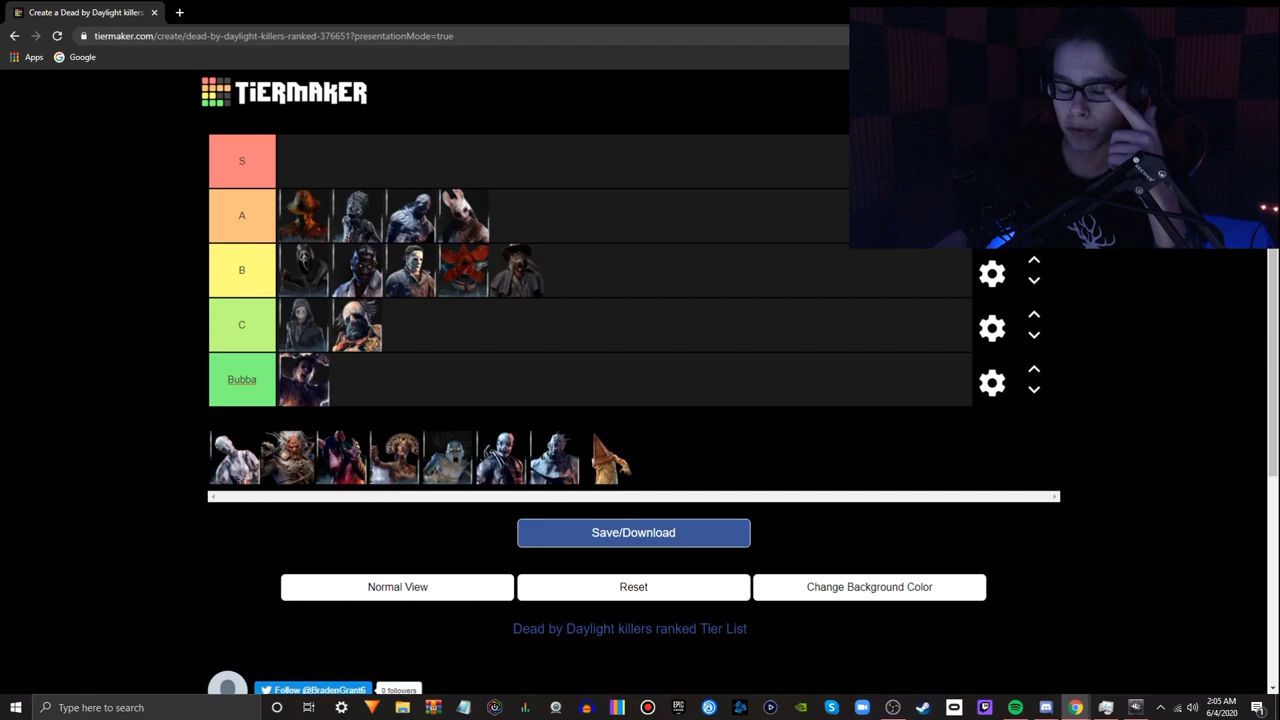 Create a Dead by Daylight killers
tiermaker.com/create/dead-by-daylight-killers-ranked-376651?presentationMode=true
Apps
Google
TiERMAKER
S
A
B
C
Bubba
Save/Download
Normal View
Reset
Change Background Color
Dead by Daylight killers ranked Tier List
Follow @BradenGrant6
0 followers
Type here to search
2:05 AM
6/4/2020